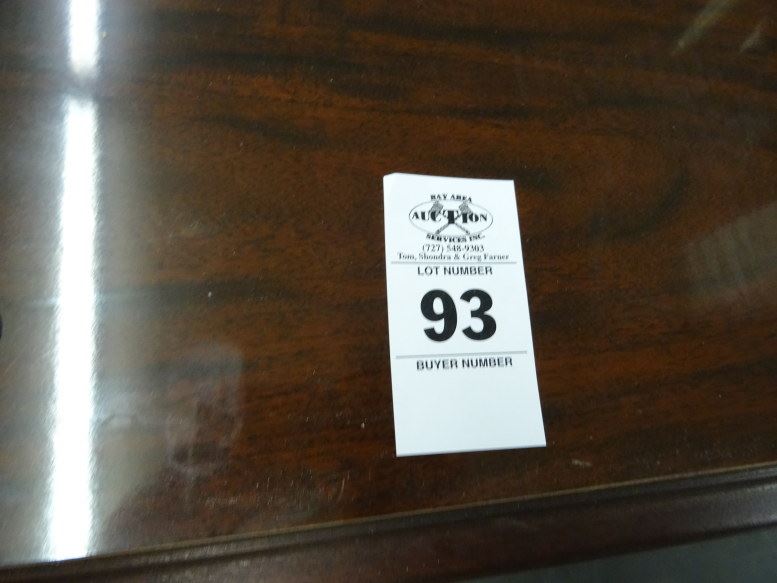 BAY AREA
AUCTION
SERVICES INC.
(727) 548-9303
Tom, Shondra & Greg Farner
LOT NUMBER
93
BUYER NUMBER